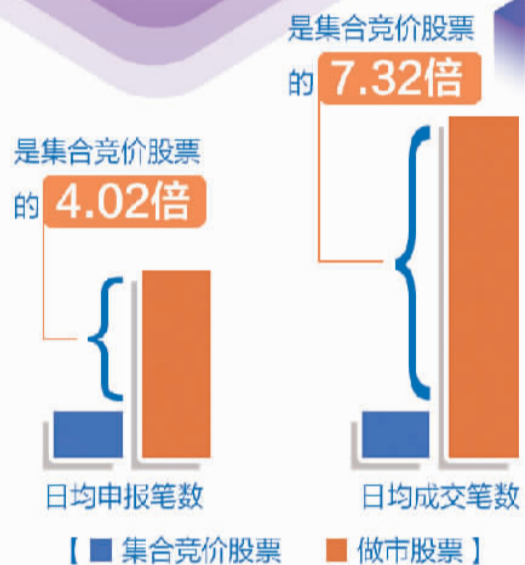 是集合竞价股票
的 7.32倍
是集合竞价股票
的 4.02倍
日均申报笔数
日均成交笔数
【 集合竞价股票 做市股票 】